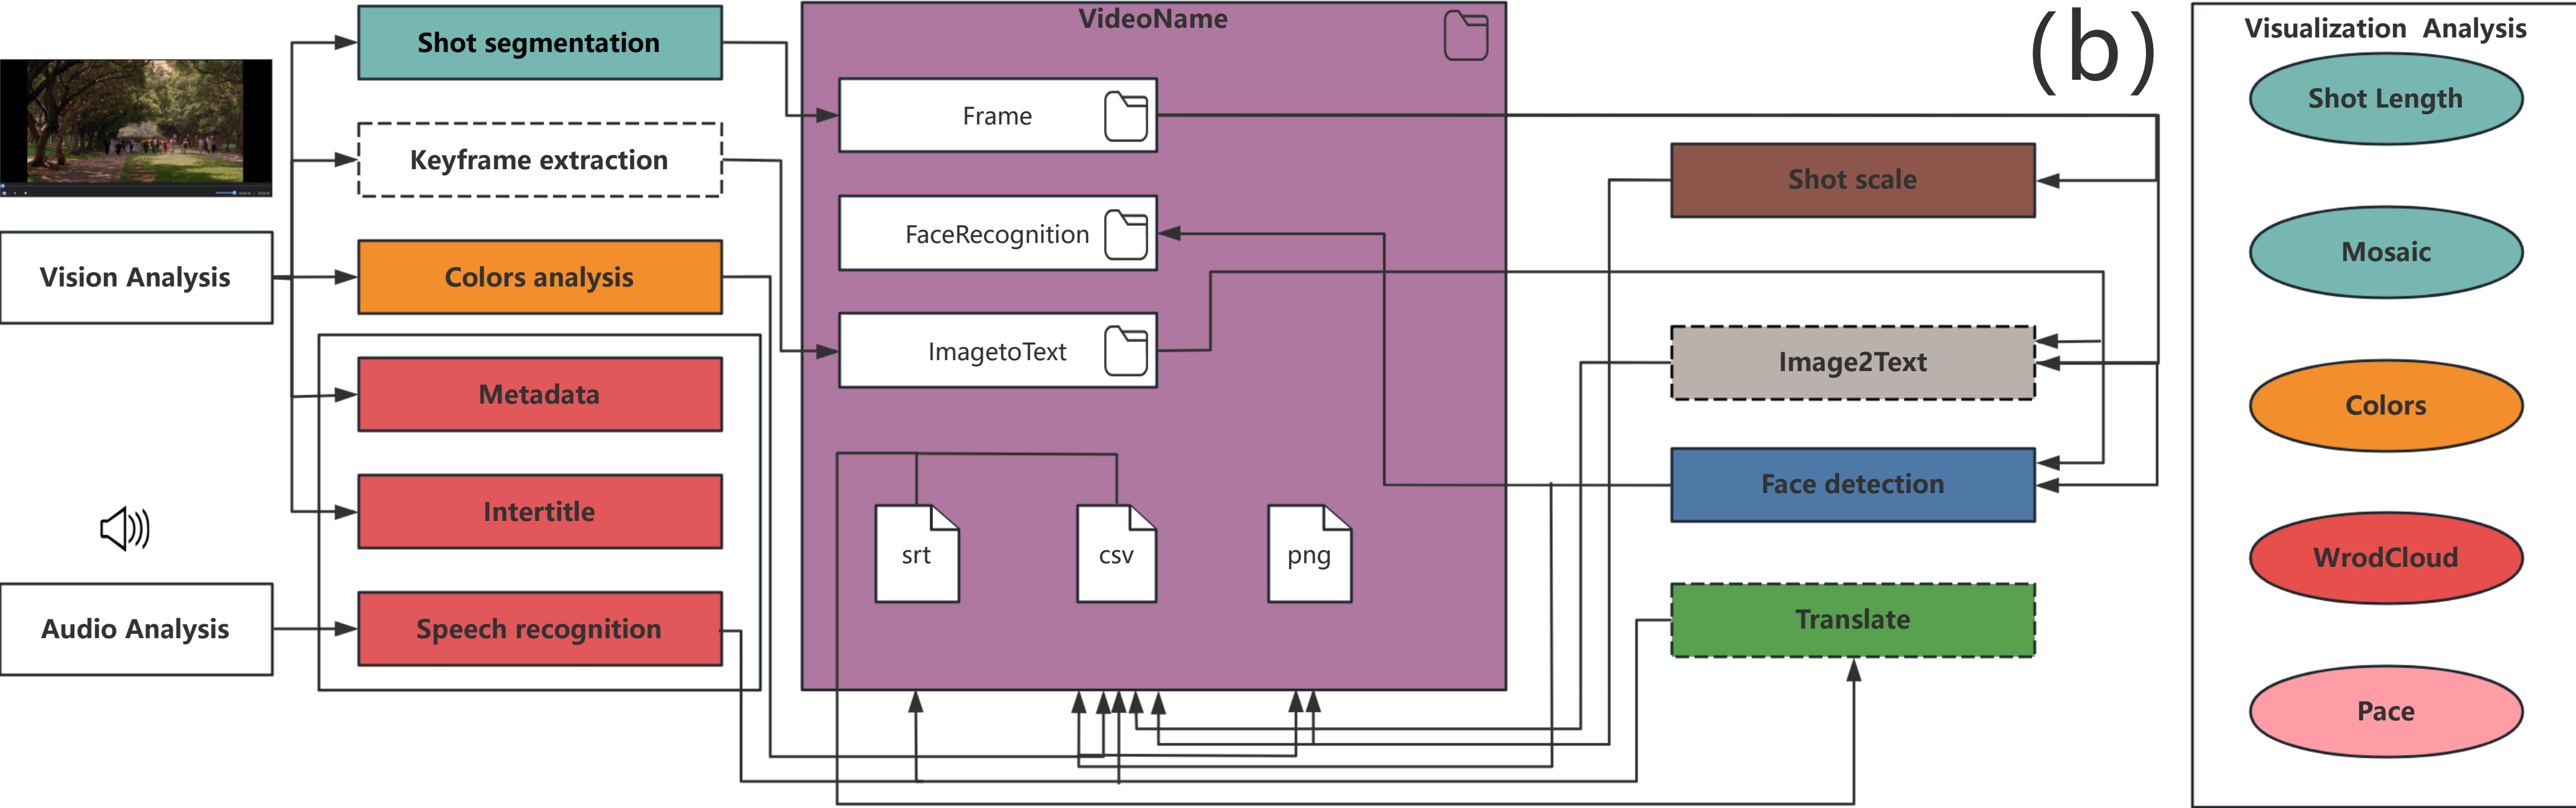 Shot segmentation
Keyframe extraction
Vision Analysis
Colors analysis
Metadata
Intertitle
Audio Analysis
Speech recognition
VideoName
Frame
FaceRecognition
ImagetoText
srt
csv
png
(b)
Shot scale
Image2Text
Face detection
Translate
Visualization Analysis
Shot Length
Mosaic
Colors
WrodCloud
Pace